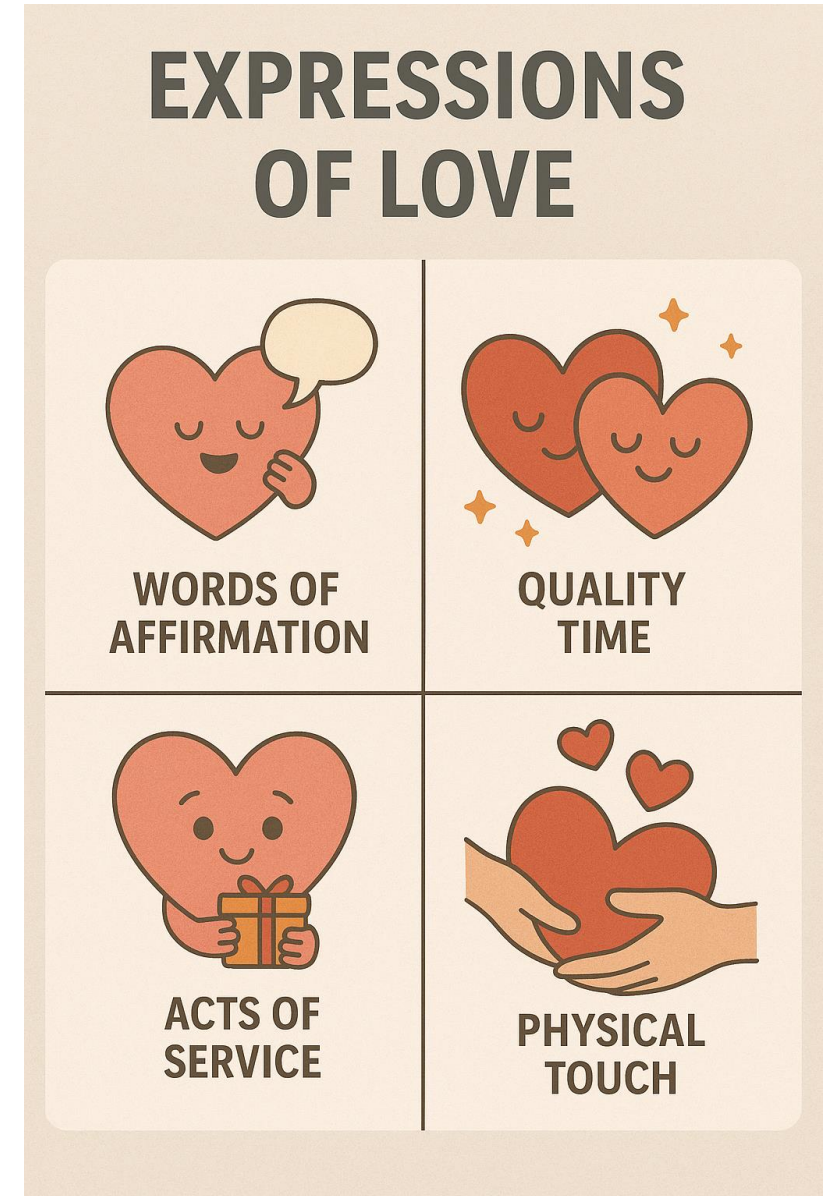 EXPRESSIONS
OF LOVE
WORDS OF
AFFIRMATION
QUALITY
TIME
ACTS OF
SERVICE
PHYSICAL
TOUCH